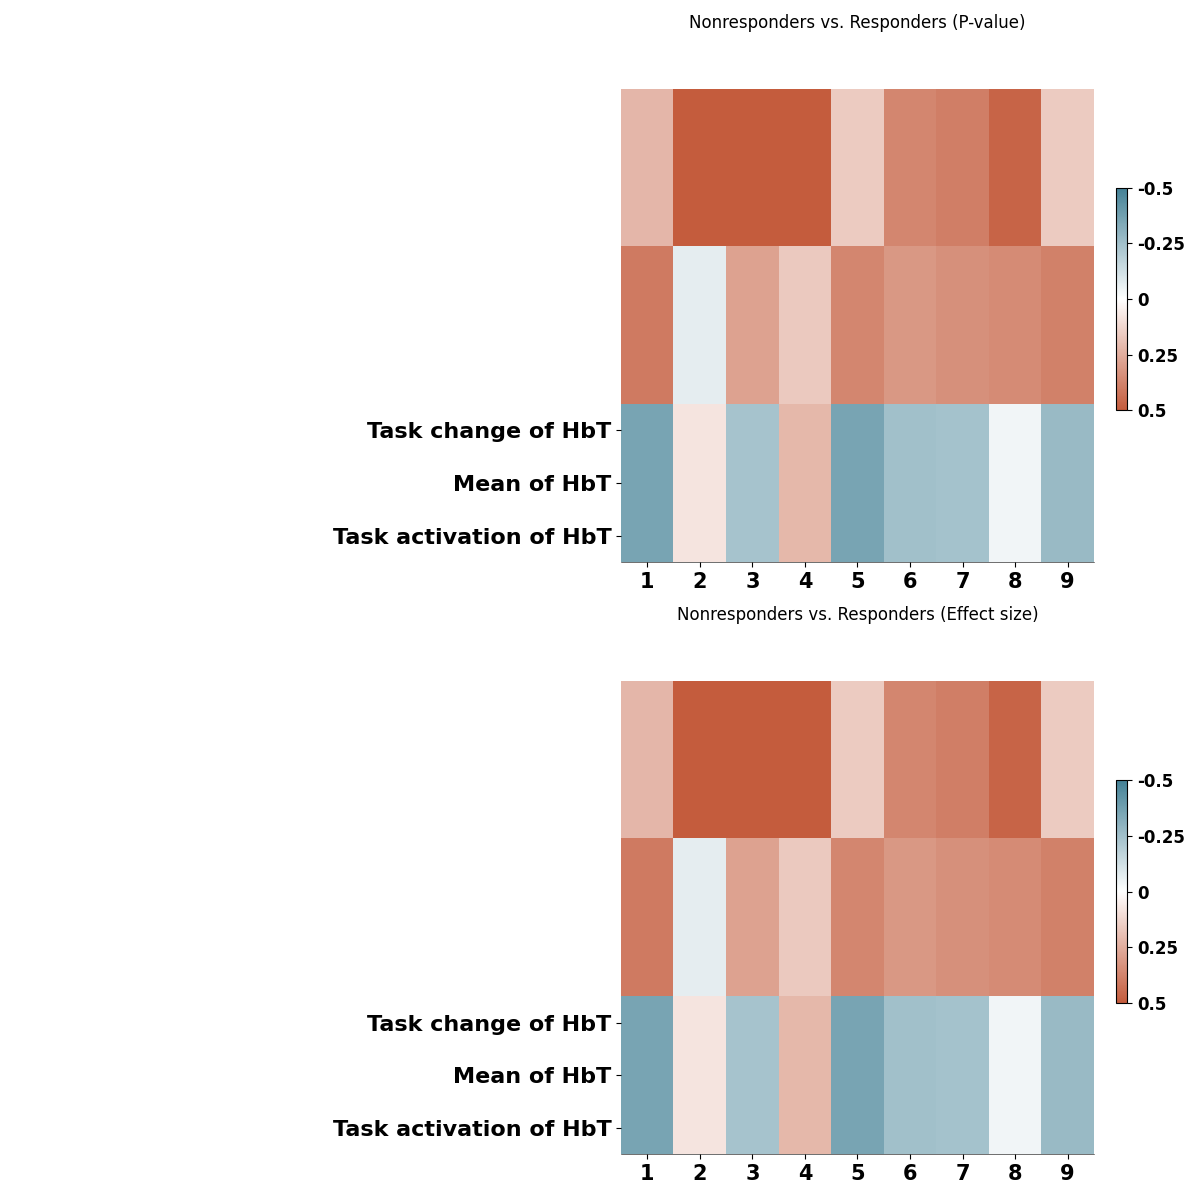 Nonresponders vs. Responders (P-value)
-0.5
-0.25
0
0.25
0.5
Task change of HbT
Mean of HbT
Task activation of HbT
1 2 3 4 5 6 7 8 9
Nonresponders vs. Responders (Effect size)
-0.5
-0.25
0
0.25
0.5
Task change of HbT
Mean of HbT
Task activation of HbT
1 2 3 4 5 6 7 8 9